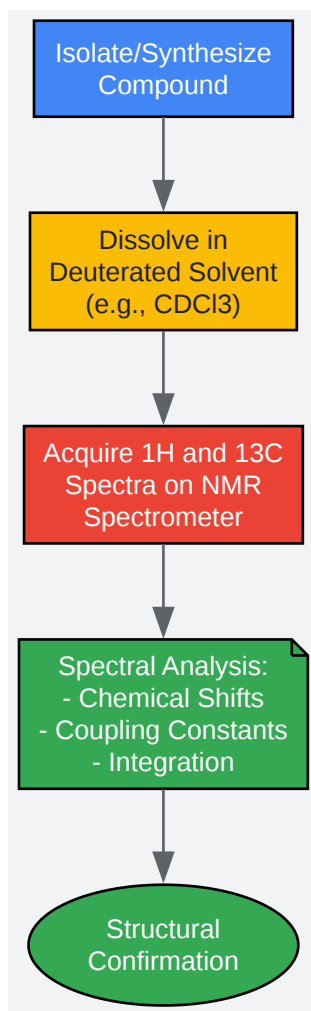 Isolate/Synthesize
Compound
Dissolve in
Deuterated Solvent
(e.g., CDCl3)
Acquire 1H and 13C
Spectra on NMR
Spectrometer
Spectral Analysis:
- Chemical Shifts
- Coupling Constants
- Integration
Structural
Confirmation